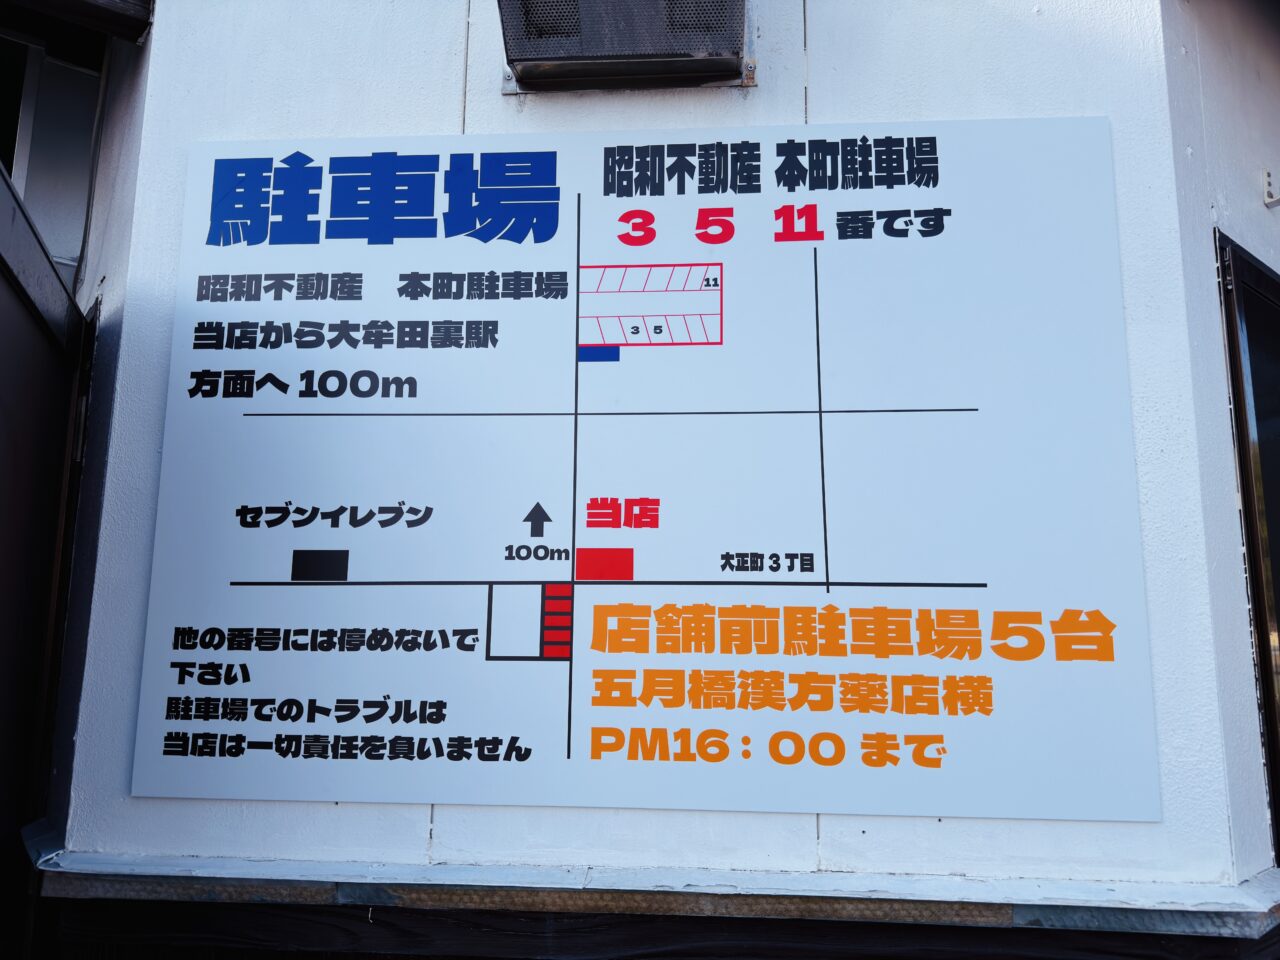 駐車場
昭和不動産　本町駐車場
当店から大牟田裏駅
方面へ 100m
昭和不動産 本町駐車場
3 5 11 番です
11
3 5
セブンイレブン
100m
当店
大正町3丁目
他の番号には停めないで
下さい
駐車場でのトラブルは
当店は一切責任を負いません
店舗前駐車場5台
五月橋漢方薬店横
PM16：00まで